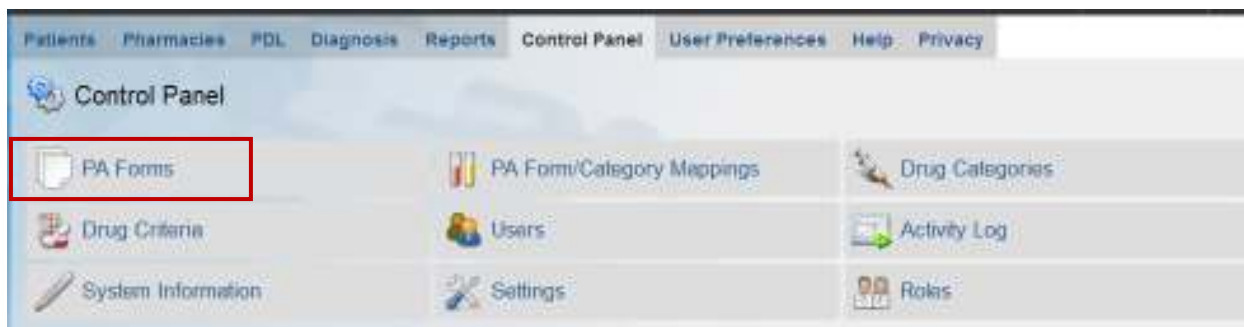 Patients Pharmacies PDL Diagnosis Reports Control Panel User Preferences Help Privacy
Control Panel
PA Forms PA Form/Category Mappings Drug Categories
Drug Criteria Users Activity Log
System Information Settings Roles